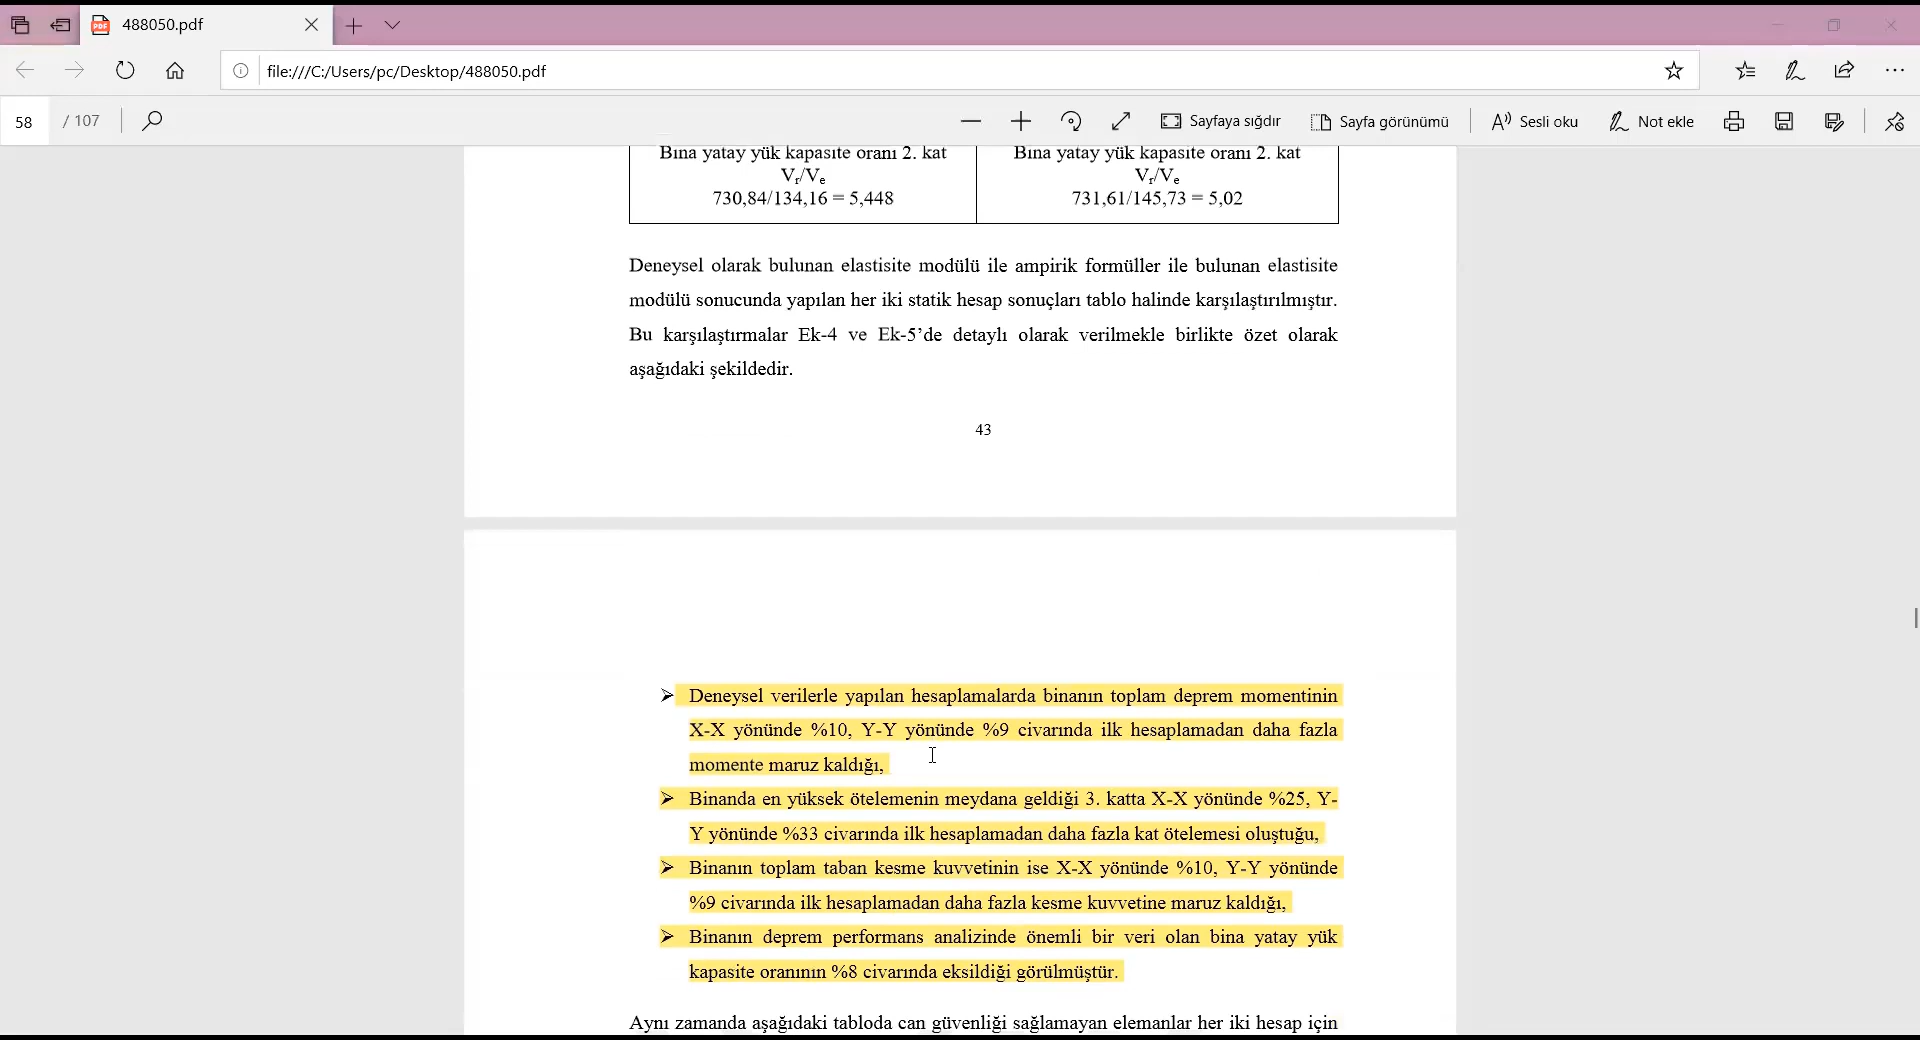 488050.pdf
file:///C:/Users/pc/Desktop/488050.pdf
58 / 107
Sayfaya sığdır
Sayfa görünümü
Sesli oku
Not ekle
Bina yatay yük kapasite oranı 2. kat
Vr/Ve
730,84/134,16 = 5,448
Bina yatay yük kapasite oranı 2. kat
Vr/Ve
731,61/145,73 = 5,02
Deneysel olarak bulunan elastisite modülü ile ampirik formüller ile bulunan elastisite
modülü sonucunda yapılan her iki statik hesap sonuçları tablo halinde karşılaştırılmıştır.
Bu karşılaştırmalar Ek-4 ve Ek-5’de detaylı olarak verilmekle birlikte özet olarak
aşağıdaki şekildedir.
43
➢ Deneysel verilerle yapılan hesaplamalarda binanın toplam deprem momentinin
X-X yönünde %10, Y-Y yönünde %9 civarında ilk hesaplamadan daha fazla
momente maruz kaldığı,
➢ Binanda en yüksek ötelemenin meydana geldiği 3. katta X-X yönünde %25, Y-
Y yönünde %33 civarında ilk hesaplamadan daha fazla kat ötelemesi oluştuğu,
➢ Binanın toplam taban kesme kuvvetinin ise X-X yönünde %10, Y-Y yönünde
%9 civarında ilk hesaplamadan daha fazla kesme kuvvetine maruz kaldığı,
➢ Binanın deprem performans analizinde önemli bir veri olan bina yatay yük
kapasite oranının %8 civarında eksildiği görülmüştür.
Aynı zamanda aşağıdaki tabloda can güvenliği sağlamayan elemanlar her iki hesap için